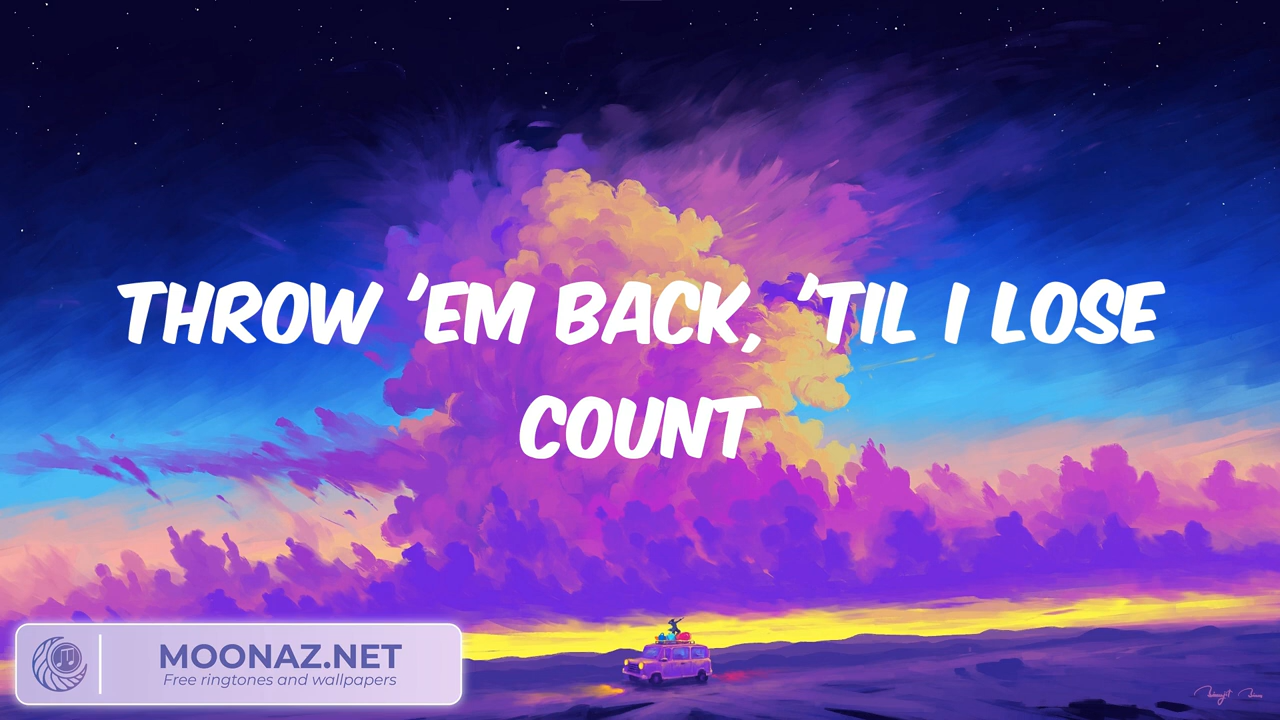 THROW 'EM BACK, 'TIL I LOSE
COUNT
MOONAZ.NET
Free ringtones and wallpapers